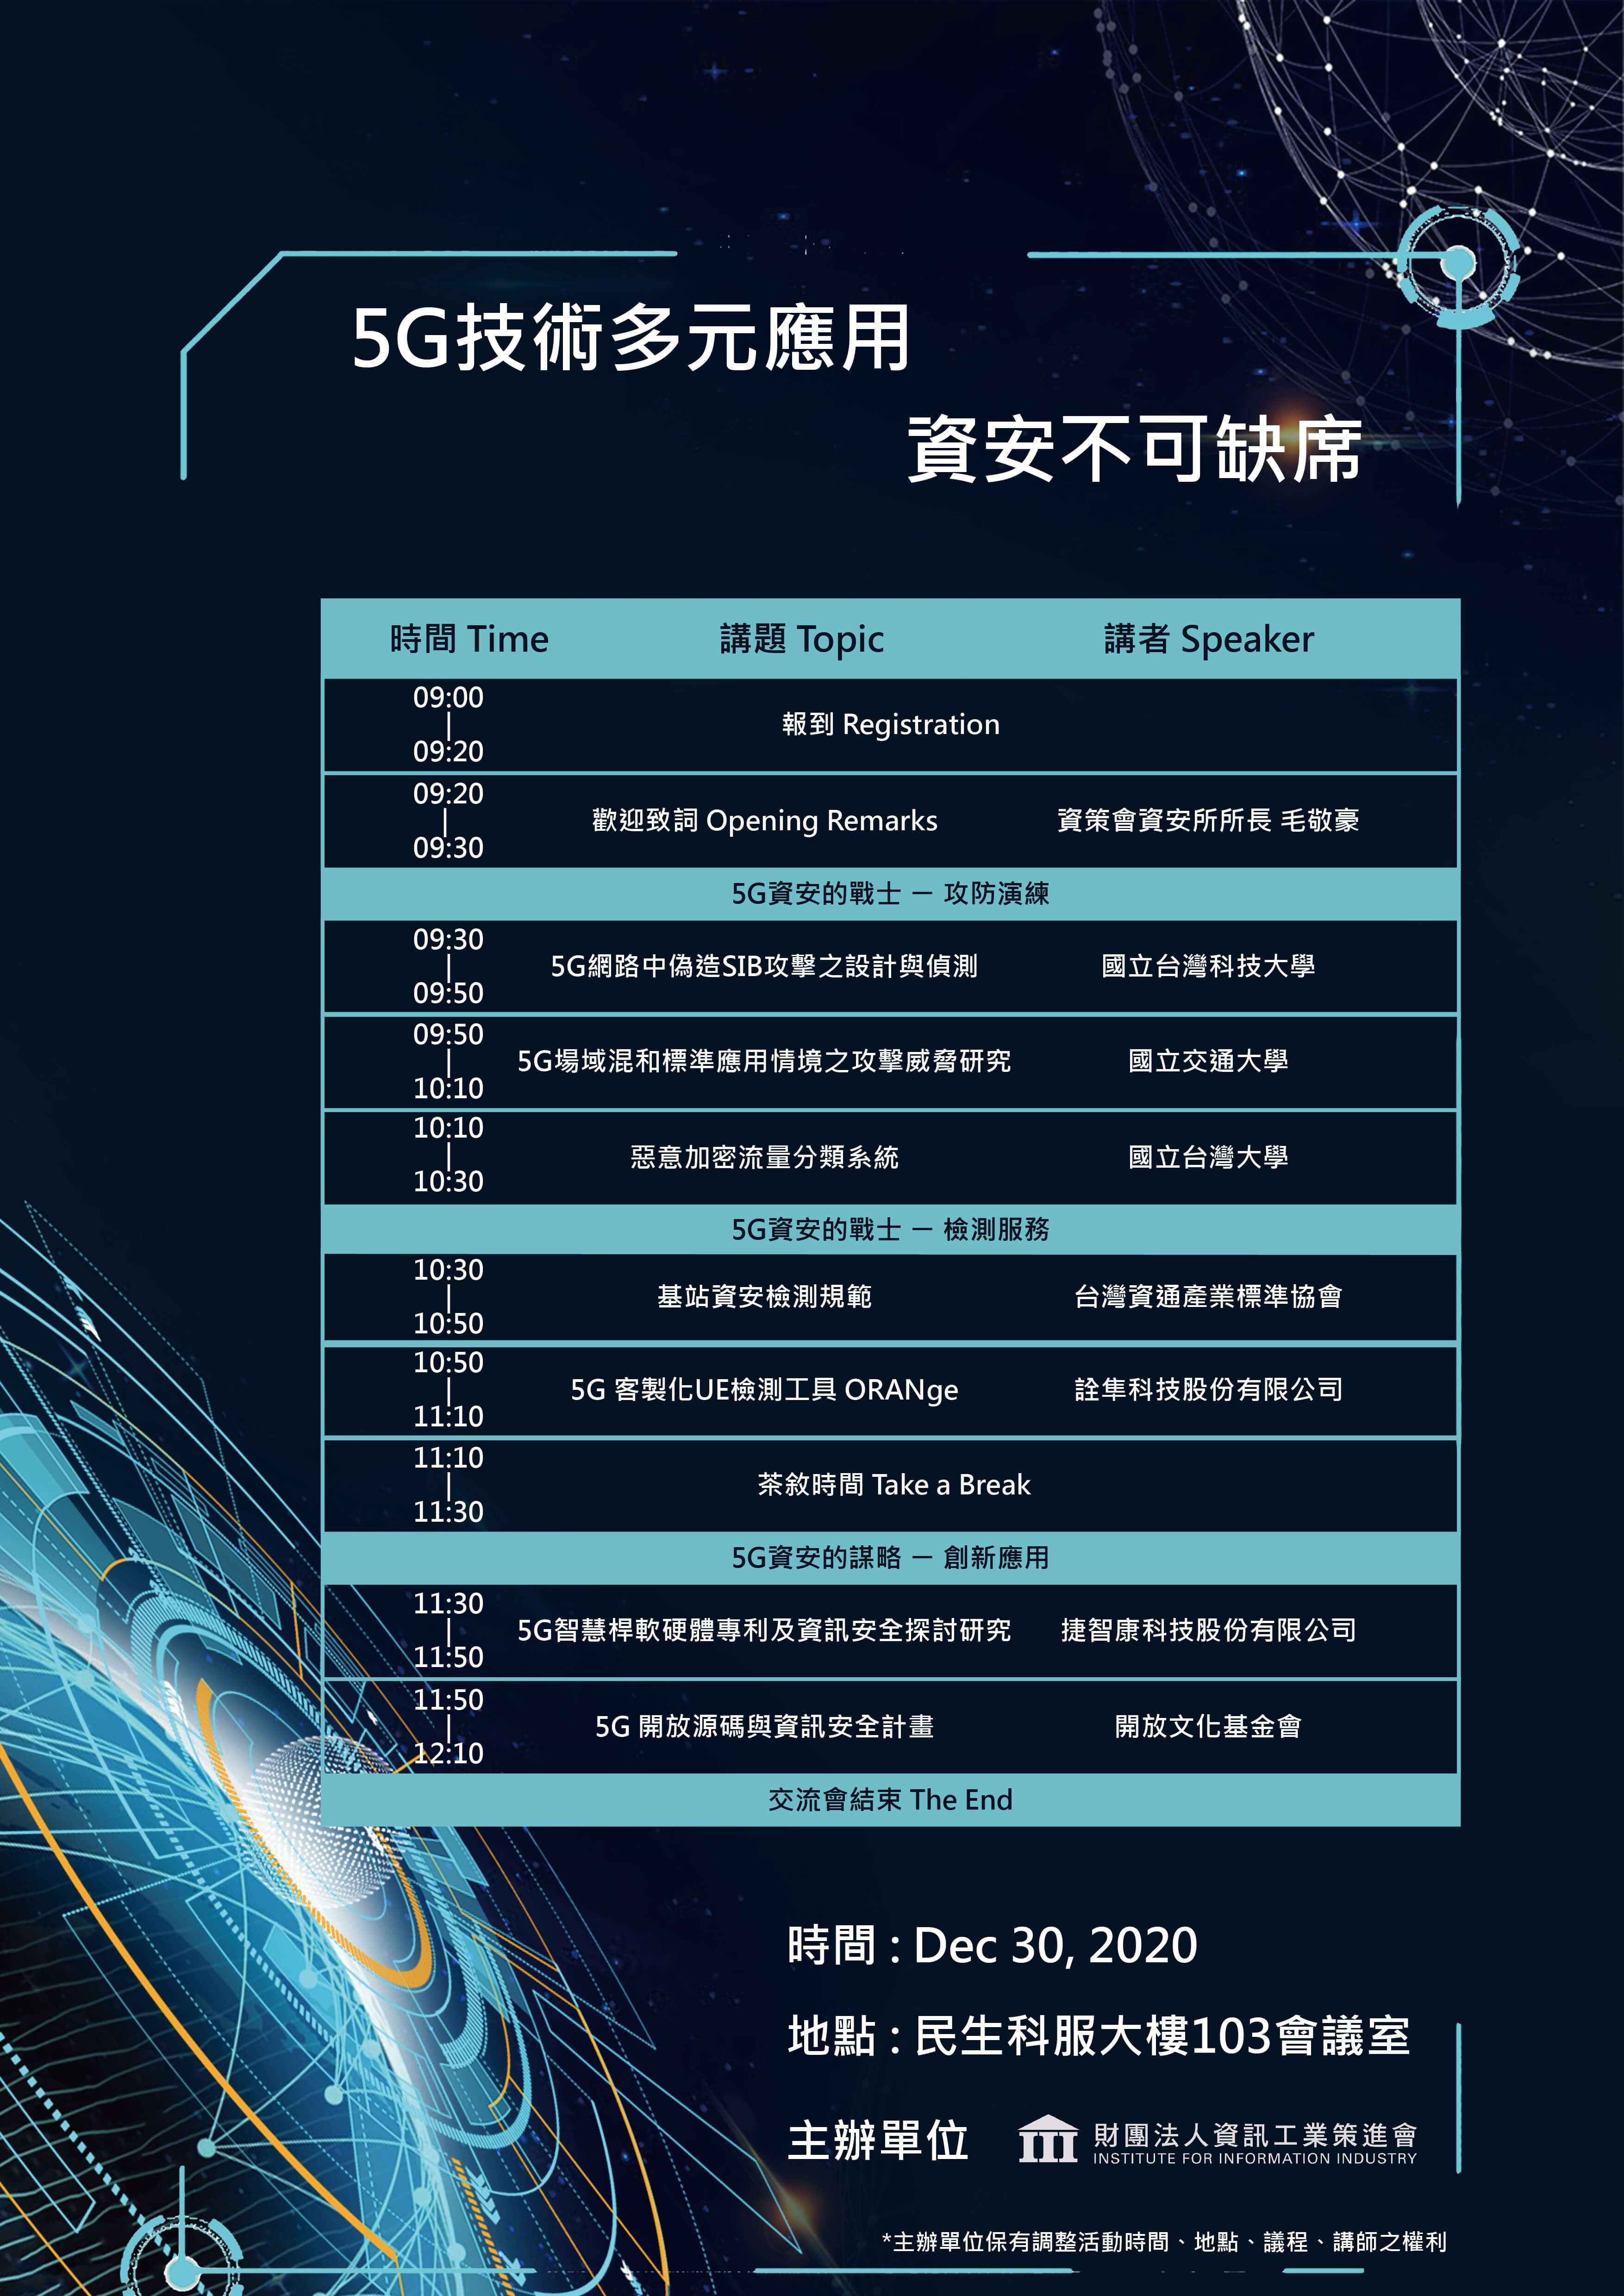 5G技術多元應用
資安不可缺席
時間 Time 講題 Topic 講者 Speaker
09:00
|
09:20
報到 Registration
09:20
|
09:30
歡迎致詞 Opening Remarks 資策會資安所所長 毛敬豪
5G資安的戰士 － 攻防演練
09:30
|
09:50
5G網路中偽造SIB攻擊之設計與偵測 國立台灣科技大學
09:50
|
10:10
5G場域混和標準應用情境之攻擊威脅研究 國立交通大學
10:10
|
10:30
惡意加密流量分類系統 國立台灣大學
5G資安的戰士 － 檢測服務
10:30
|
10:50
基站資安檢測規範 台灣資通產業標準協會
10:50
|
11:10
5G 客製化UE檢測工具 ORANge 詮隼科技股份有限公司
11:10
|
11:30
茶敘時間 Take a Break
5G資安的謀略 － 創新應用
11:30
|
11:50
5G智慧桿軟硬體專利及資訊安全探討研究 捷智康科技股份有限公司
11:50
|
12:10
5G 開放源碼與資訊安全計畫 開放文化基金會
交流會結束 The End
時間 : Dec 30, 2020
地點 : 民生科服大樓103會議室
主辦單位 財團法人資訊工業策進會
INSTITUTE FOR INFORMATION INDUSTRY
*主辦單位保有調整活動時間、地點、議程、講師之權利